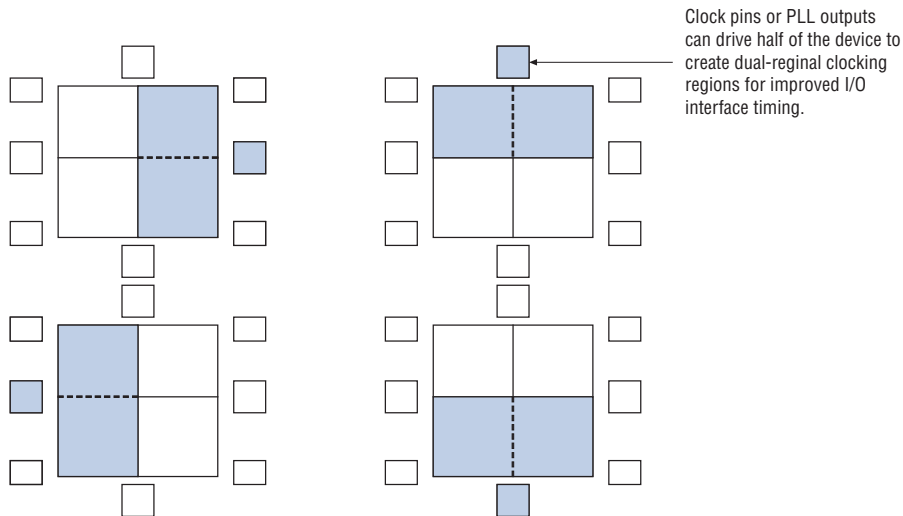 Clock pins or PLL outputs
can drive half of the device to
create dual-reginal clocking
regions for improved I/O
interface timing.